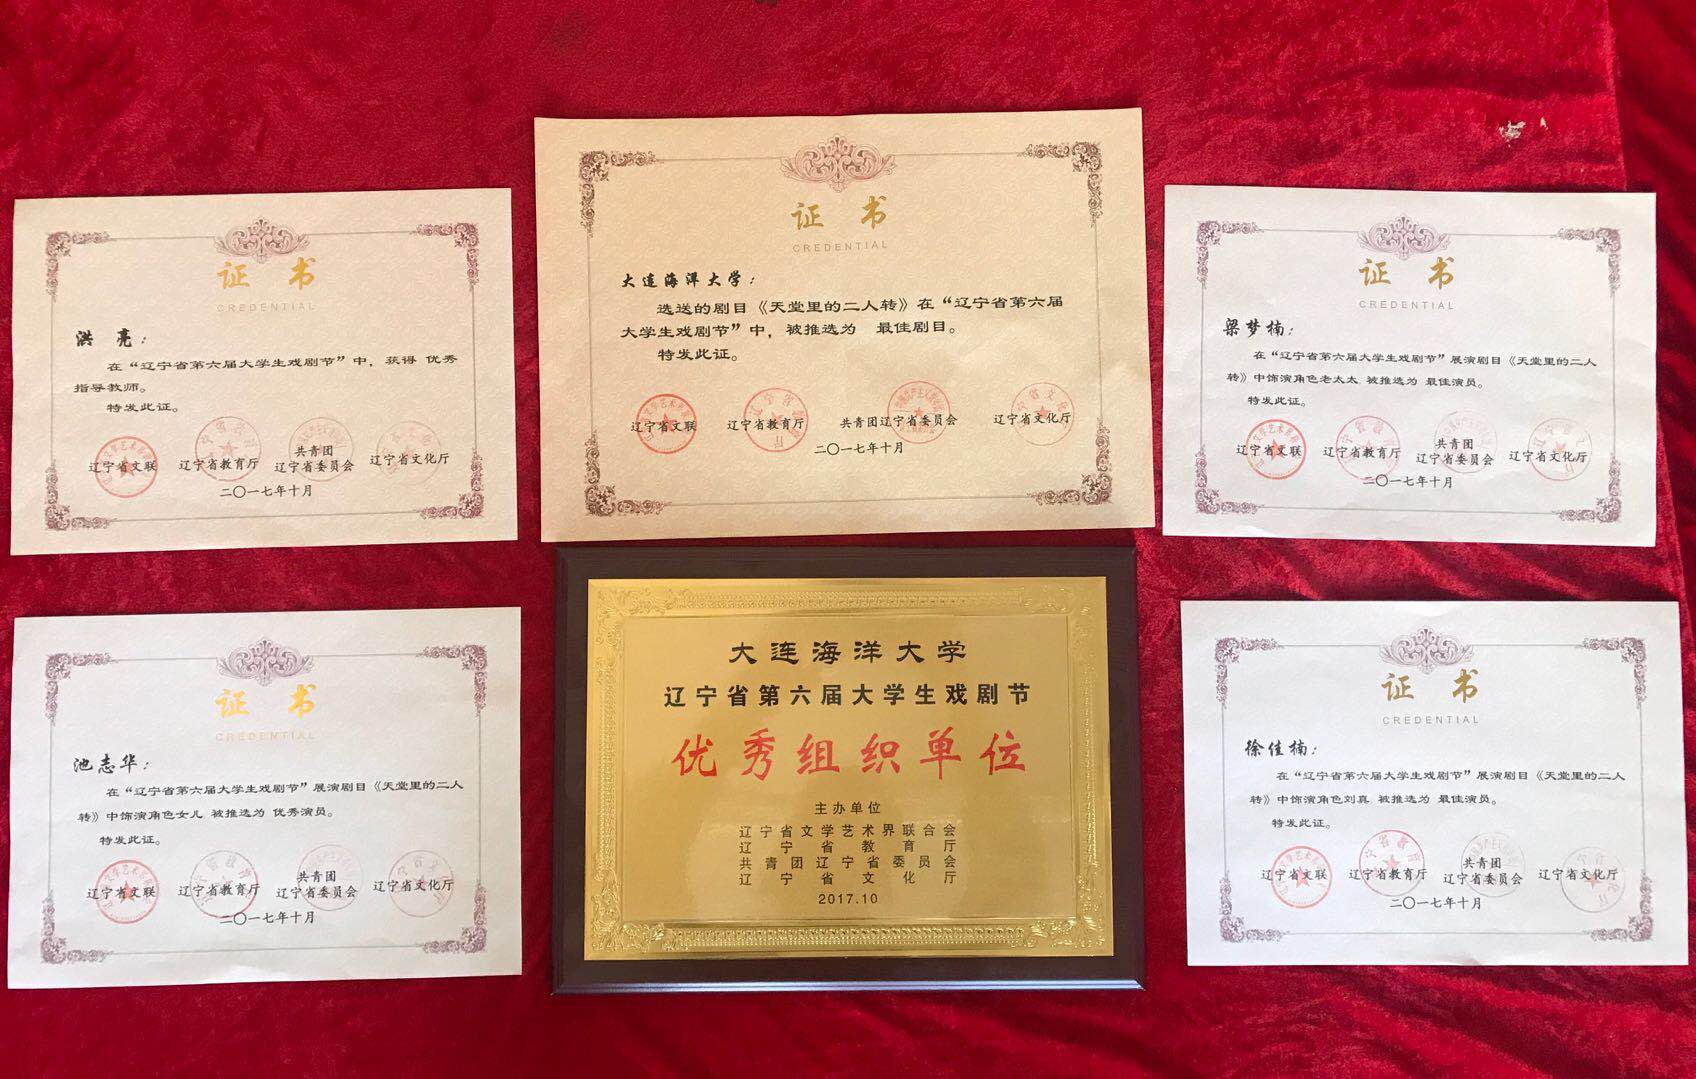 证 书
CREDENTIAL
洪 亮：
在“辽宁省第六届大学生戏剧节”中，获得 优秀
指导教师。
特发此证。
辽宁省文联 辽宁省教育厅 共青团 辽宁省委员会 辽宁省文化厅
二〇一七年十月
证 书
CREDENTIAL
大连海洋大学：
选送的剧目《天堂里的二人转》在“辽宁省第六届
大学生戏剧节”中，被推选为 最佳剧目。
特发此证。
辽宁省文联 辽宁省教育厅 共青团辽宁省委员会 辽宁省文化厅
二〇一七年十月
证 书
CREDENTIAL
梁梦楠：
在“辽宁省第六届大学生戏剧节”展演剧目《天堂里的二人
转》中饰演角色老太太 被推选为 最佳演员。
特发此证。
辽宁省文联 辽宁省教育厅 共青团 辽宁省委员会 辽宁省文化厅
二〇一七年十月
证 书
CREDENTIAL
池志华：
在“辽宁省第六届大学生戏剧节”展演剧目《天堂里的二人
转》中饰演角色女儿 被推选为 优秀演员。
特发此证。
辽宁省文联 辽宁省教育厅 共青团 辽宁省委员会 辽宁省文化厅
二〇一七年十月
大连海洋大学
辽宁省第六届大学生戏剧节
优秀组织单位
主办单位
辽宁省文学艺术界联合会
辽宁省教育厅
共青团辽宁省委员会
辽宁省文化厅
2017.10
证 书
CREDENTIAL
徐佳楠：
在“辽宁省第六届大学生戏剧节”展演剧目《天堂里的二人
转》中饰演角色刘真 被推选为 最佳演员。
特发此证。
辽宁省文联 辽宁省教育厅 共青团 辽宁省委员会 辽宁省文化厅
二〇一七年十月